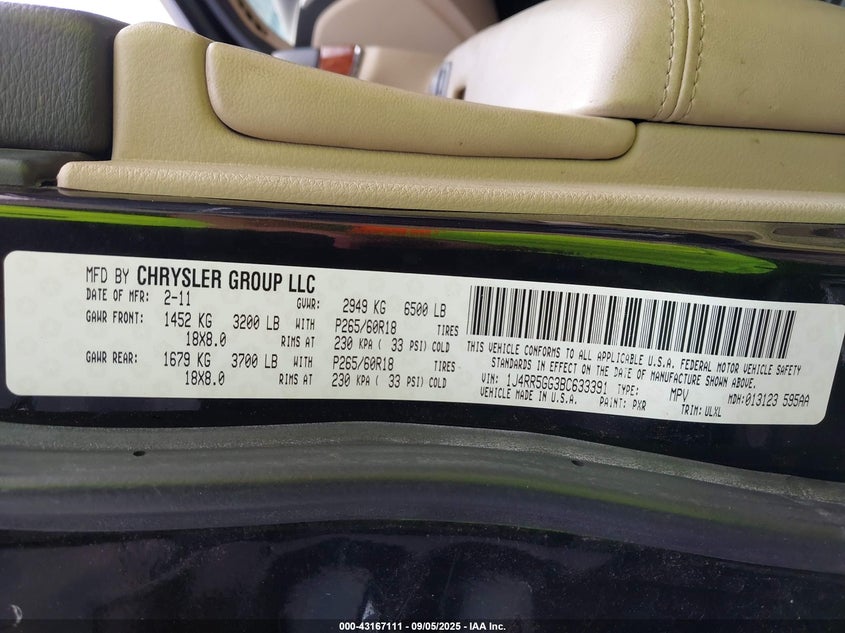 MFD BY CHRYSLER GROUP LLC
DATE OF MFR: 2-11 GVWR: 2949 KG 6500 LB
GAWR FRONT: 1452 KG 3200 LB WITH P265/60R18 TIRES
18X8.0 RIMS AT 230 KPA ( 33 PSI) COLD
GAWR REAR: 1679 KG 3700 LB WITH P265/60R18 TIRES
18X8.0 RIMS AT 230 KPA ( 33 PSI) COLD
THIS VEHICLE CONFORMS TO ALL APPLICABLE U.S.A. FEDERAL MOTOR VEHICLE SAFETY
STANDARDS IN EFFECT ON THE DATE OF MANUFACTURE SHOWN ABOVE.
VIN: 1J4RR5GG3BC633391 TYPE: MPV MDH: 013123 595AA
VEHICLE MADE IN U.S.A. PAINT: PXR TRIM: ULXL
000-43167111 - 09/05/2025 - IAA Inc.